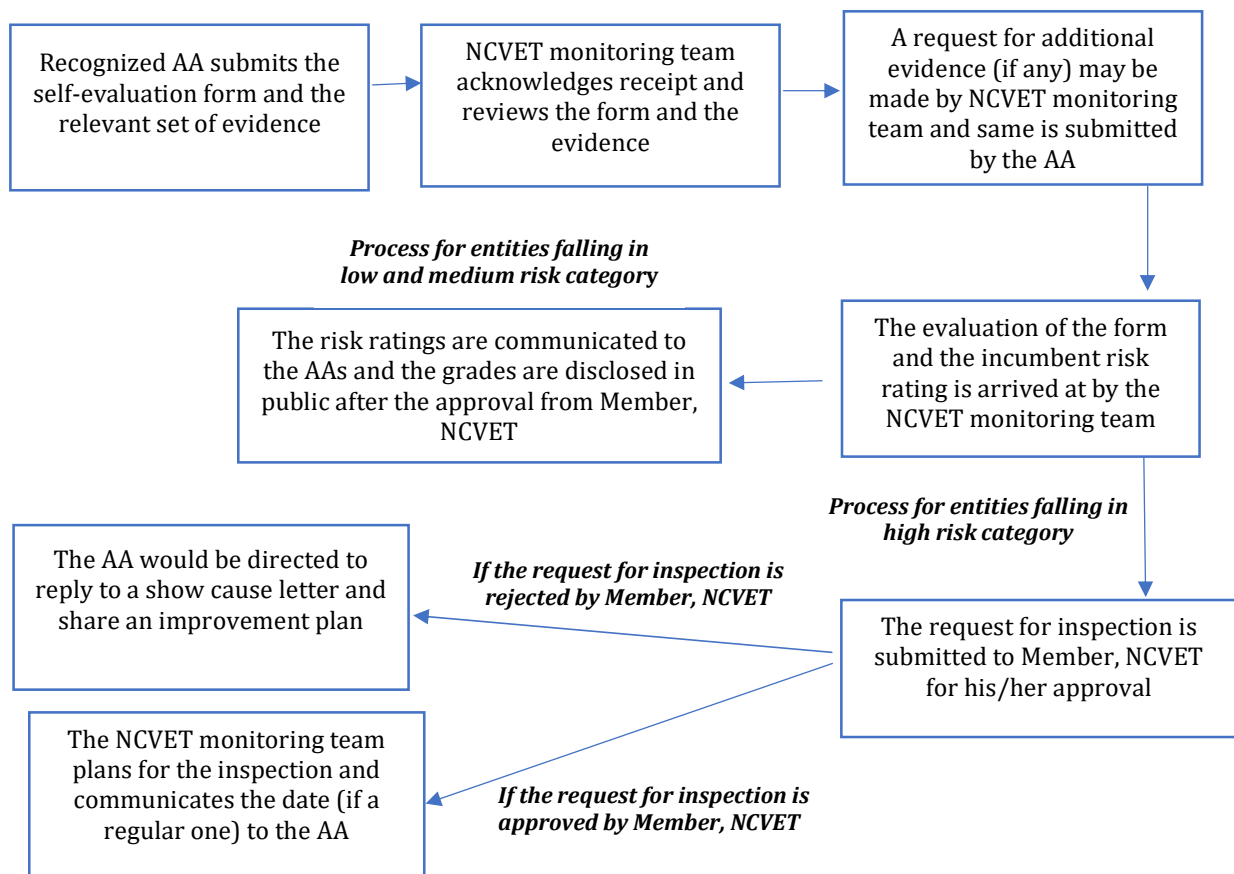 Recognized AA submits the
self-evaluation form and the
relevant set of evidence
NCVET monitoring team
acknowledges receipt and
reviews the form and the
evidence
A request for additional
evidence (if any) may be
made by NCVET monitoring
team and same is submitted
by the AA
Process for entities falling in
low and medium risk category
The risk ratings are communicated to
the AAs and the grades are disclosed in
public after the approval from Member,
NCVET
The evaluation of the form
and the incumbent risk
rating is arrived at by the
NCVET monitoring team
Process for entities falling in
high risk category
The AA would be directed to
reply to a show cause letter and
share an improvement plan
If the request for inspection is
rejected by Member, NCVET
The request for inspection is
submitted to Member, NCVET
for his/her approval
The NCVET monitoring team
plans for the inspection and
communicates the date (if a
regular one) to the AA
If the request for inspection is
approved by Member, NCVET